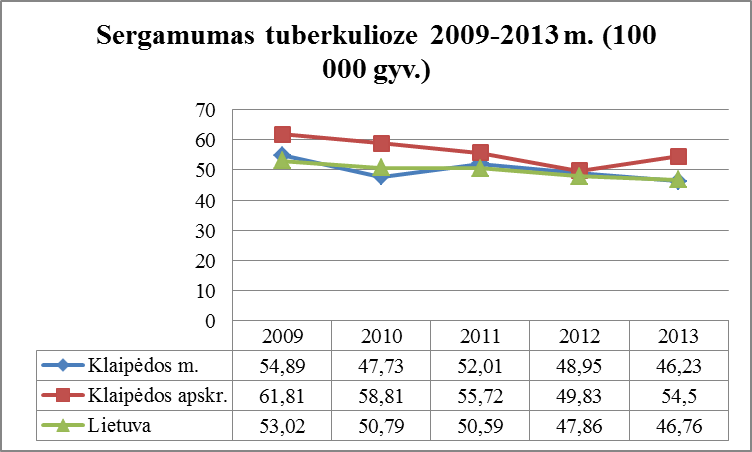 Sergamumas tuberkulioze 2009-2013 m. (100
000 gyv.)
70
60
50
40
30
20
10
0
2009 2010 2011 2012 2013
Klaipėdos m. 54,89 47,73 52,01 48,95 46,23
Klaipėdos apskr. 61,81 58,81 55,72 49,83 54,5
Lietuva 53,02 50,79 50,59 47,86 46,76